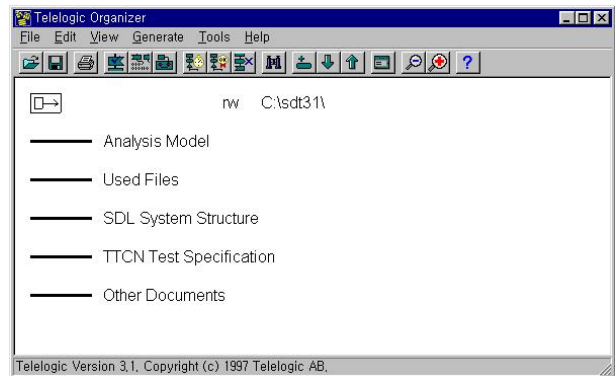 Telelogic Organizer
File Edit View Generate Tools Help
rw C:\sdt31\
Analysis Model
Used Files
SDL System Structure
TTCN Test Specification
Other Documents
Telelogic Version 3.1. Copyright (c) 1997 Telelogic AB.